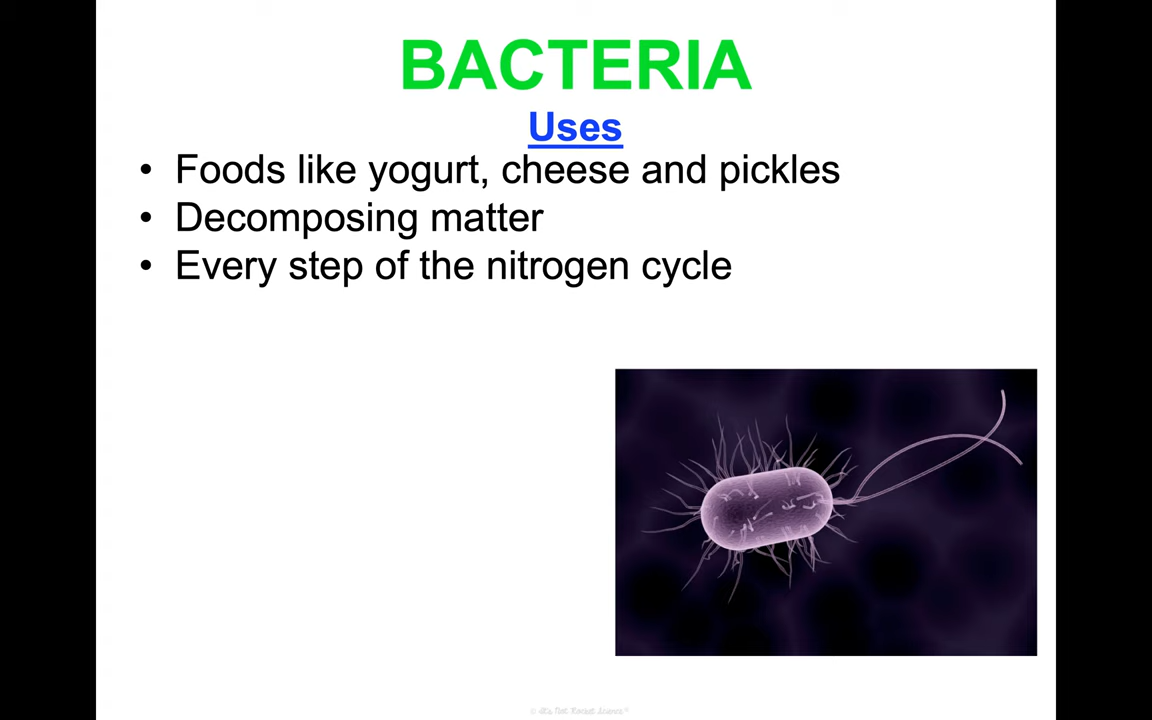 BACTERIA
Uses
• Foods like yogurt, cheese and pickles
• Decomposing matter
• Every step of the nitrogen cycle